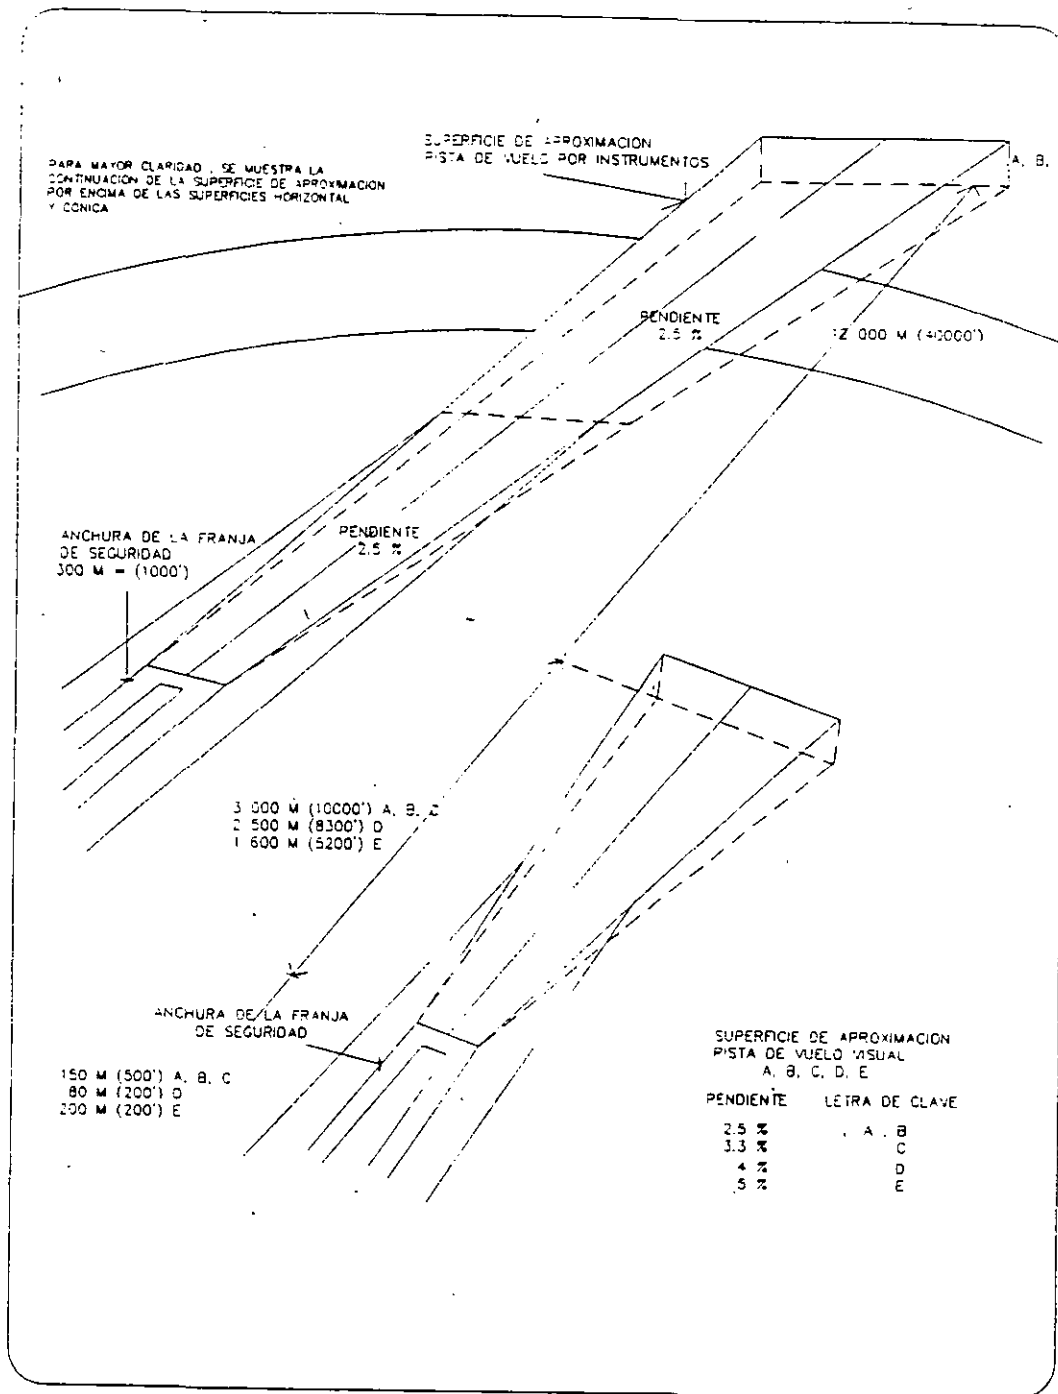 SUPERFICIE DE APROXIMACION
PISTA DE VUELO POR INSTRUMENTOS
PARA MAYOR CLARIDAD , SE MUESTRA LA
CONTINUACION DE LA SUPERFICIE DE APROXIMACION
POR ENCIMA DE LAS SUPERFICIES HORIZONTAL
Y CONICA
A, B,
PENDIENTE
2.5 %
12 000 M (40000')
ANCHURA DE LA FRANJA
DE SEGURIDAD
300 M = (1000')
PENDIENTE
2.5 %
3 000 M (10000') A, B, C
2 500 M (8300') D
1 600 M (5200') E
ANCHURA DE LA FRANJA
DE SEGURIDAD
150 M (500') A, B, C
80 M (200') D
200 M (200') E
SUPERFICIE DE APROXIMACION
PISTA DE VUELO VISUAL
A, B, C, D, E
PENDIENTE LETRA DE CLAVE
2.5 % A , B
3.3 % C
4 % D
5 % E